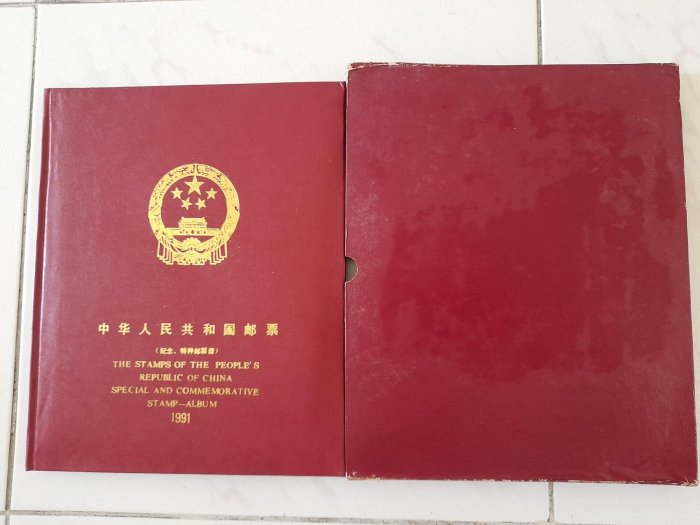 中华人民共和国邮票
（纪念、特种邮票册）
THE STAMPS OF THE PEOPLE'S
REPUBLIC OF CHINA
SPECIAL AND COMMEMORATIVE
STAMP—ALBUM
1991